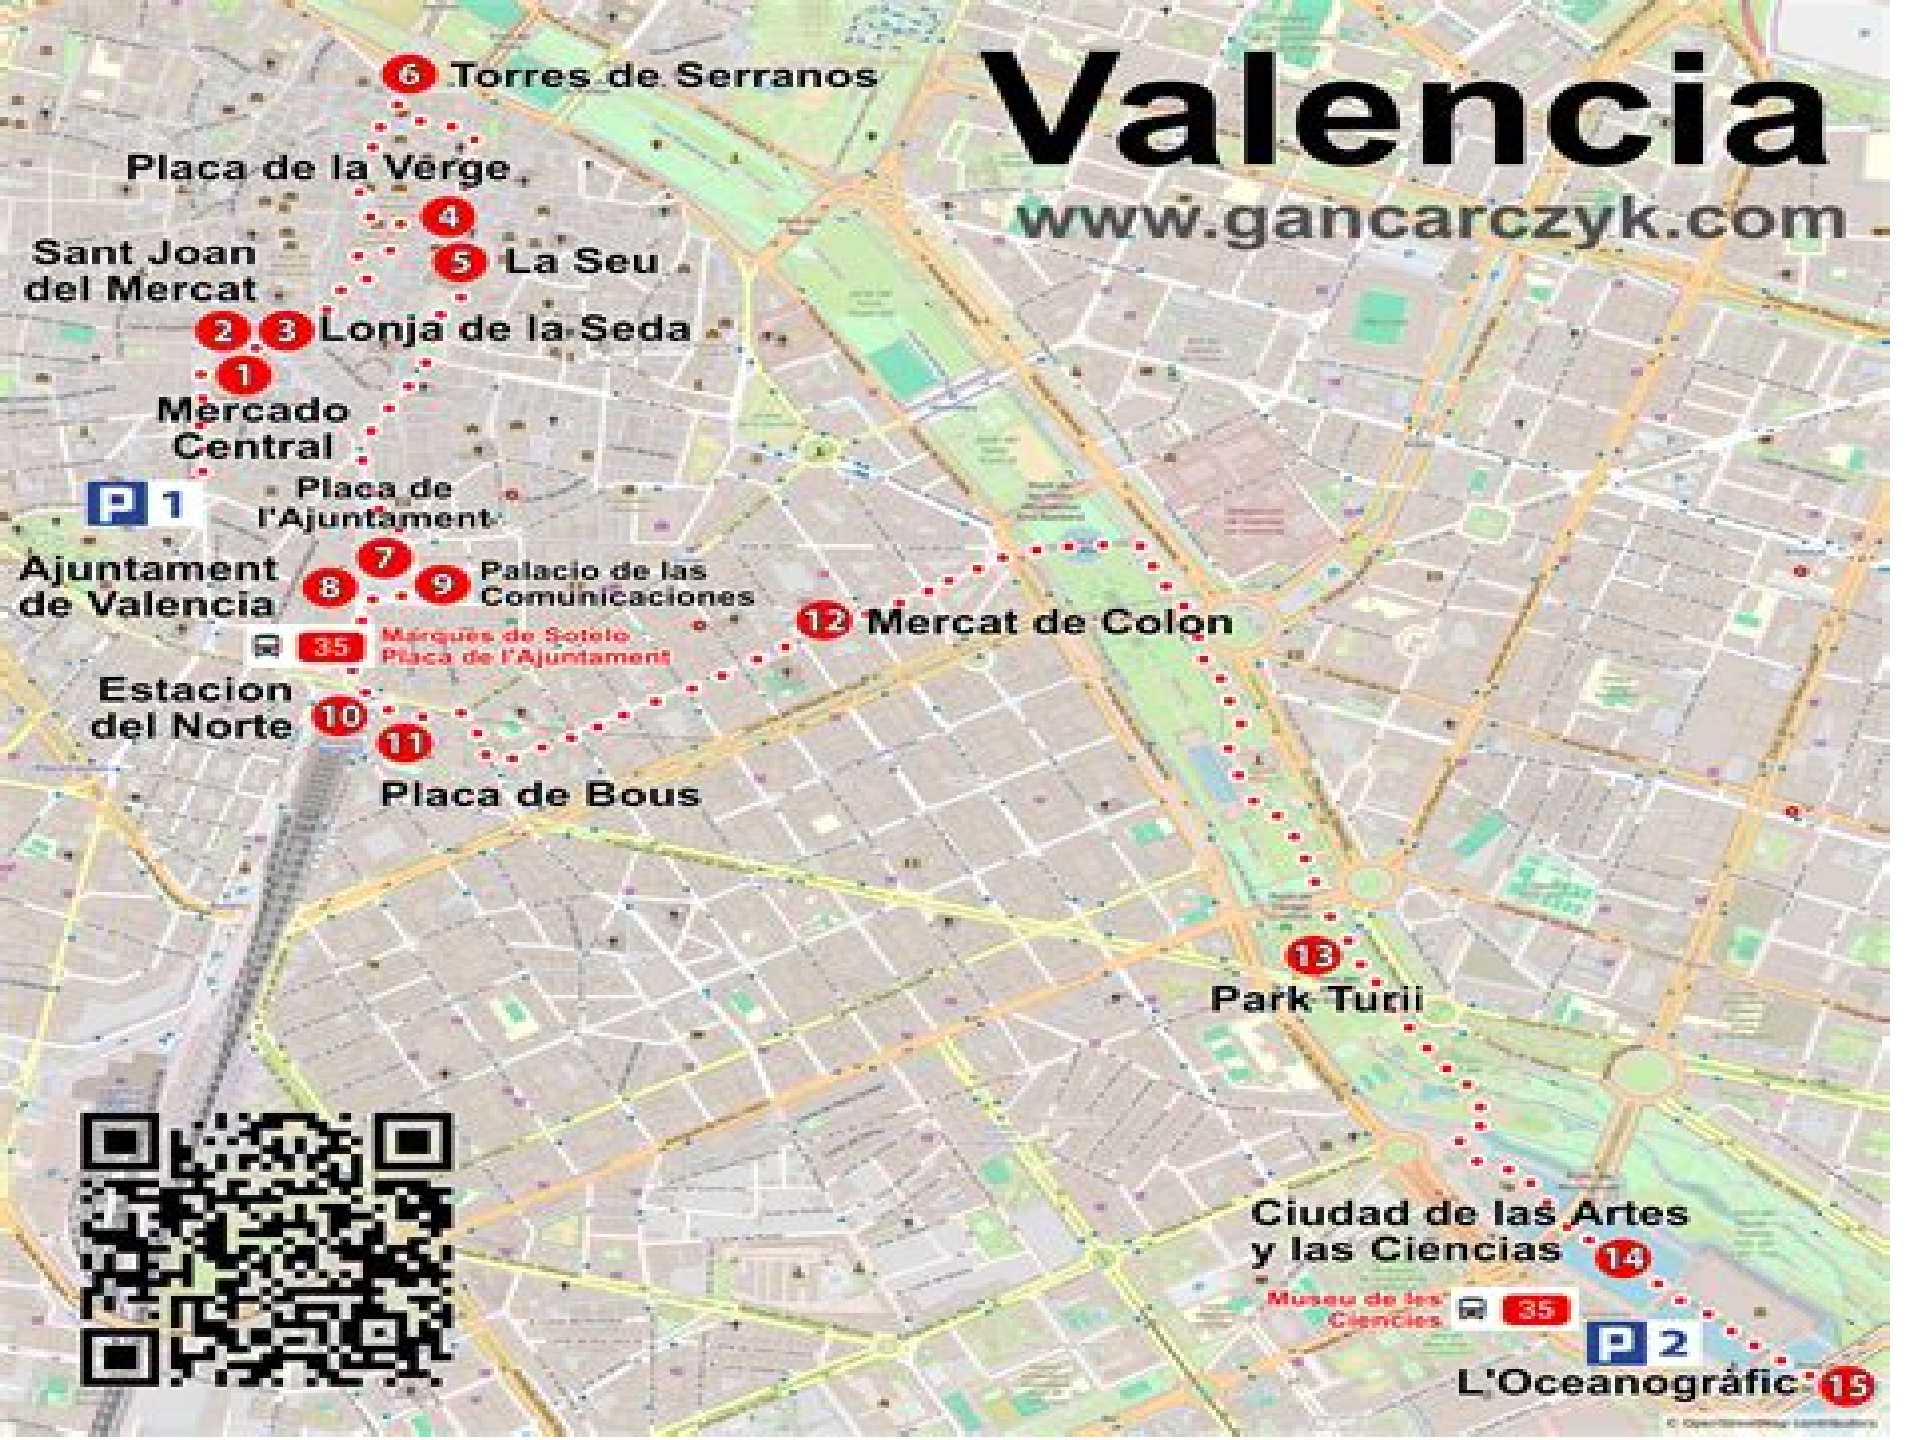 Valencia
www.gancarczyk.com
6 Torres de Serranos
Placa de la Verge
4
5 La Seu
Sant Joan
del Mercat
2 3 Lonja de la Seda
1
Mercado
Central
P 1
Placa de
l'Ajuntament
7
Ajuntament
de Valencia
8
9 Palacio de las
Comunicaciones
12 Mercat de Colon
35 Marquès de Sotelo
Placa de l'Ajuntament
Estacion
del Norte
10
11
Placa de Bous
13
Park Turii
Ciudad de las Artes
y las Ciencias
14
Museu de les
Ciencies
35
P 2
L'Oceanogràfic 15
© OpenStreetMap contributors